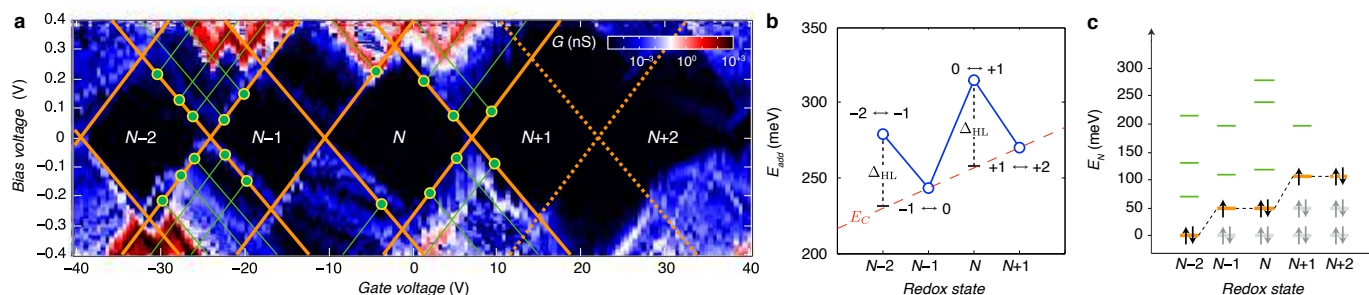 a
Bias voltage (V)
0.4
0.3
0.2
0.1
0
−0.1
−0.2
−0.3
−0.4
G (nS)
10⁻³ 10⁰ 10⁺³
N−2 N−1 N N+1 N+2
−40 −30 −20 −10 0 10 20 30 40
Gate voltage (V)
b
E_add (meV)
350
300
250
200
0 ↔ +1
−2 ↔ −1
Δ_HL
Δ_HL
+1 ↔ +2
E_C
−1 ↔ 0
N−2 N−1 N N+1
Redox state
c
E_N (meV)
300
250
200
150
100
50
0
N−2 N−1 N N+1 N+2
Redox state